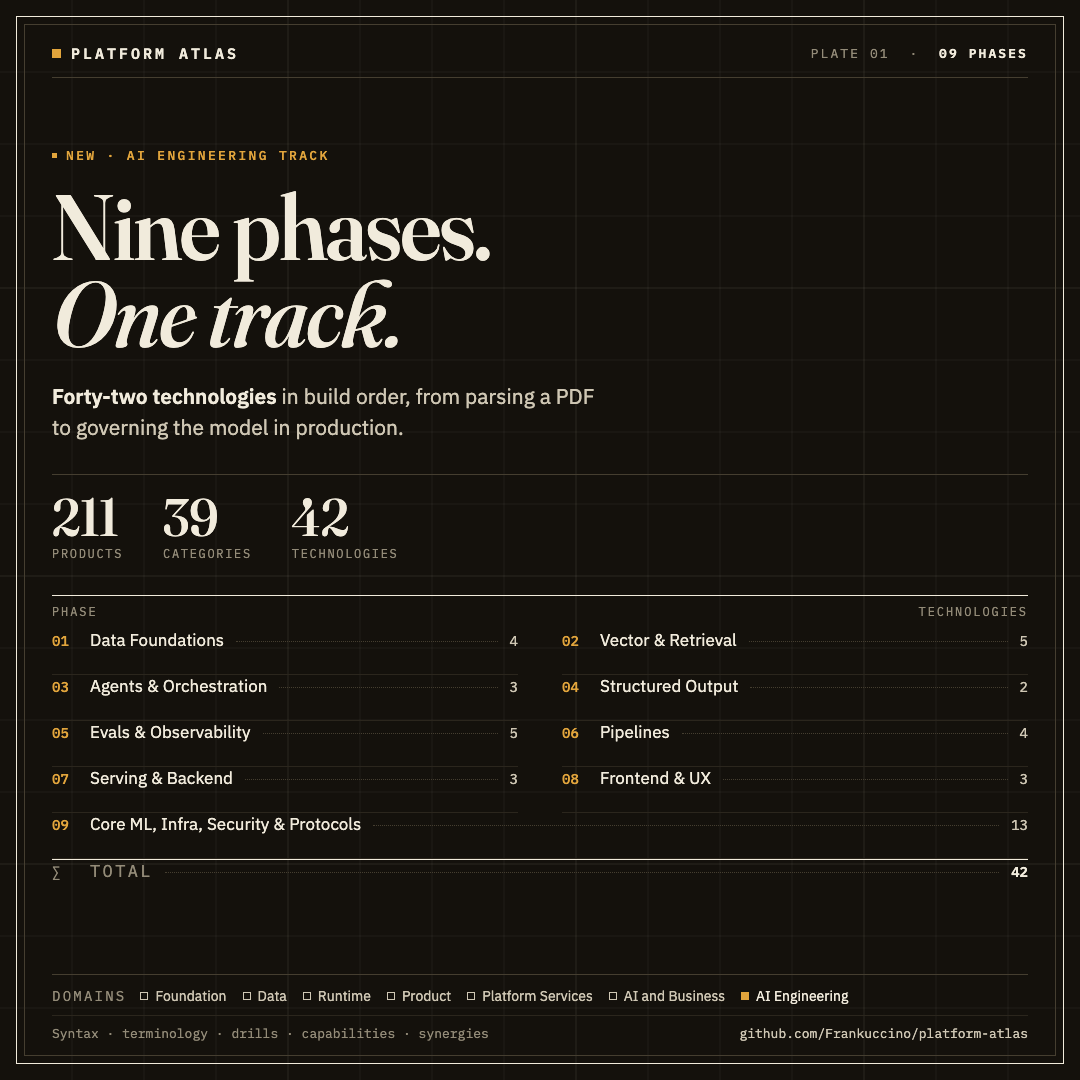 PLATFORM ATLAS
PLATE 01 · 09 PHASES
NEW · AI ENGINEERING TRACK
Nine phases.
One track.
Forty-two technologies in build order, from parsing a PDF
to governing the model in production.
211 39 42
PRODUCTS CATEGORIES TECHNOLOGIES
PHASE TECHNOLOGIES
01 Data Foundations 4 02 Vector & Retrieval 5
03 Agents & Orchestration 3 04 Structured Output 2
05 Evals & Observability 5 06 Pipelines 4
07 Serving & Backend 3 08 Frontend & UX 3
09 Core ML, Infra, Security & Protocols 13
∑ TOTAL 42
DOMAINS Foundation Data Runtime Product Platform Services AI and Business AI Engineering
Syntax · terminology · drills · capabilities · synergies github.com/Frankuccino/platform-atlas